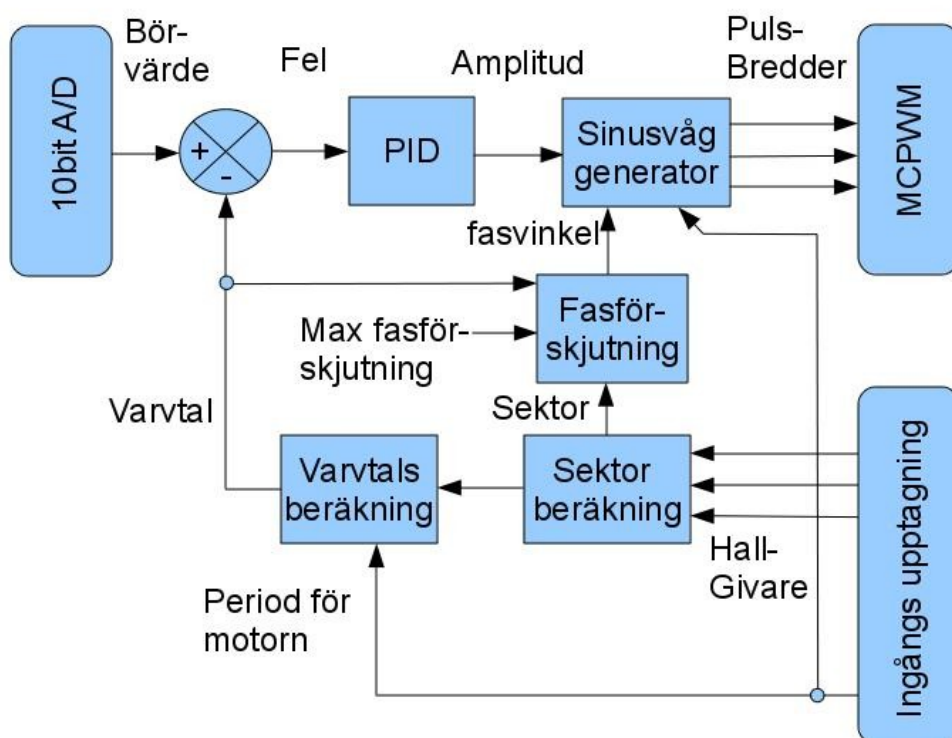 10bit A/D
Bör-
värde
+
-
Fel
PID
Amplitud
Sinusvåg
generator
Puls-
Bredder
MCPWM
fasvinkel
Fasför-
skjutning
Max fasför-
skjutning
Varvtal
Sektor
Varvtals
beräkning
Sektor
beräkning
Hall-
Givare
Period för
motorn
Ingångs upptagning